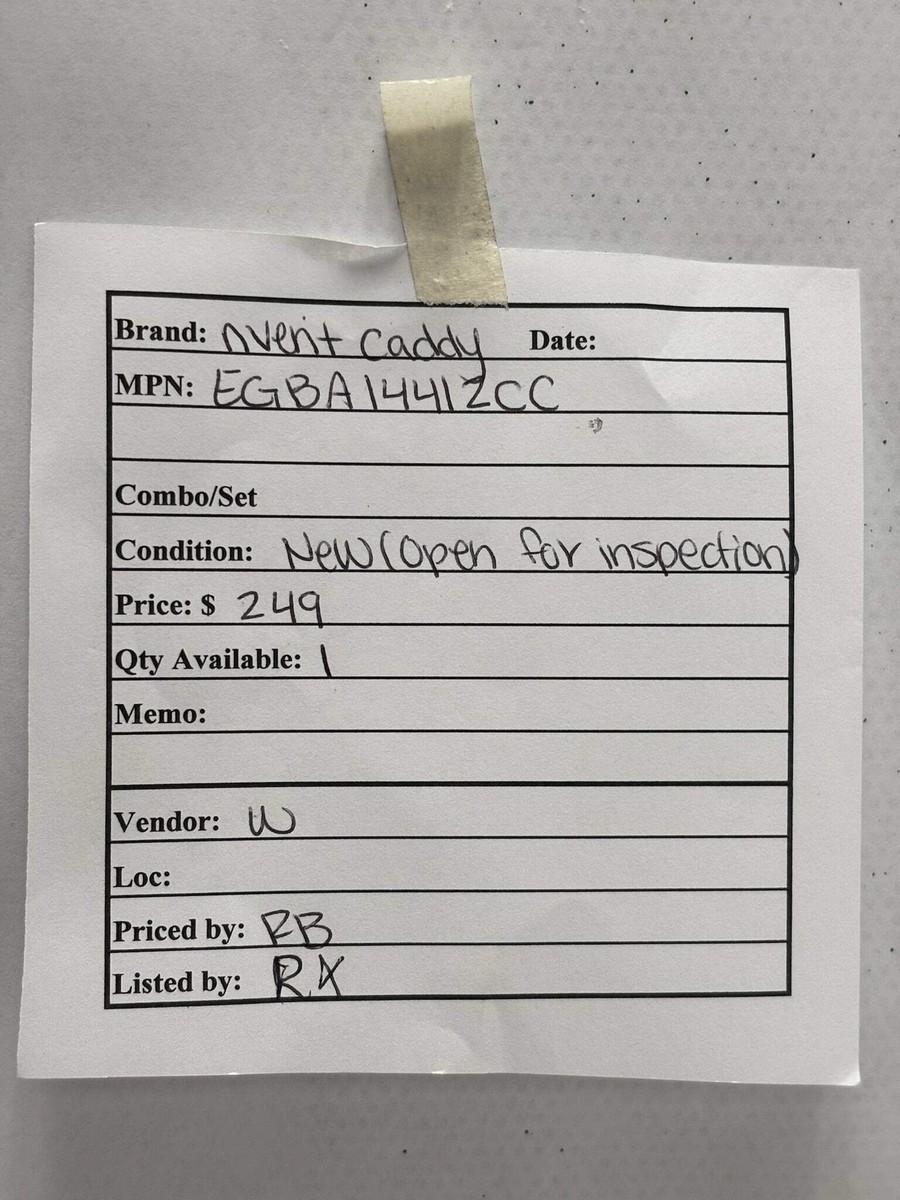 Brand: nvent caddy Date:
MPN: EGBA14412CC
Combo/Set
Condition: New (open for inspection)
Price: $ 249
Qty Available: 1
Memo:
Vendor: W
Loc:
Priced by: RB
Listed by: RX